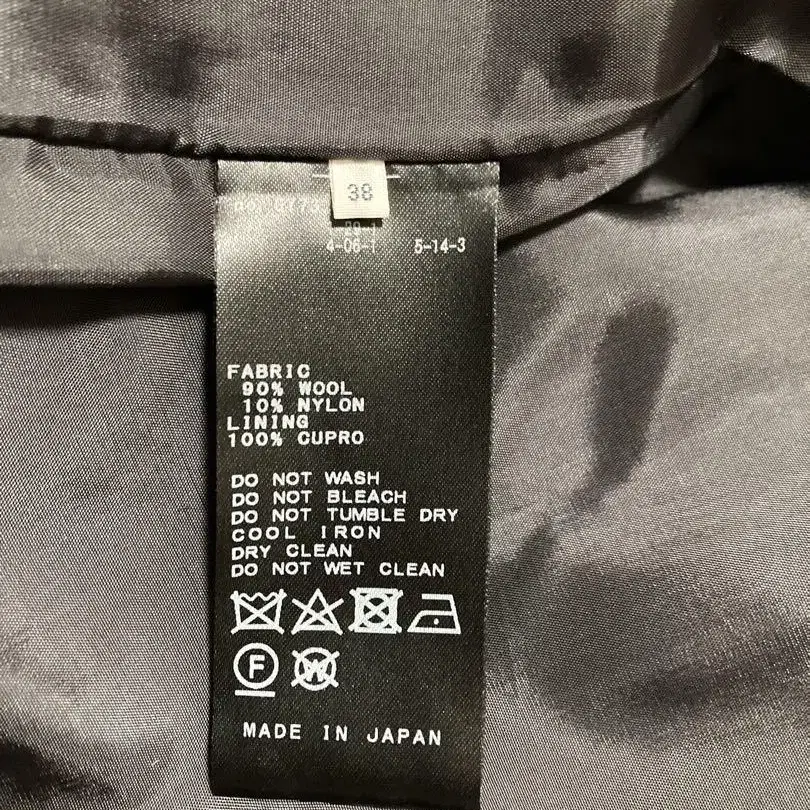 38
4-06-1 5-14-3
FABRIC
90% WOOL
10% NYLON
LINING
100% CUPRO
DO NOT WASH
DO NOT BLEACH
DO NOT TUMBLE DRY
COOL IRON
DRY CLEAN
DO NOT WET CLEAN
F
W
MADE IN JAPAN